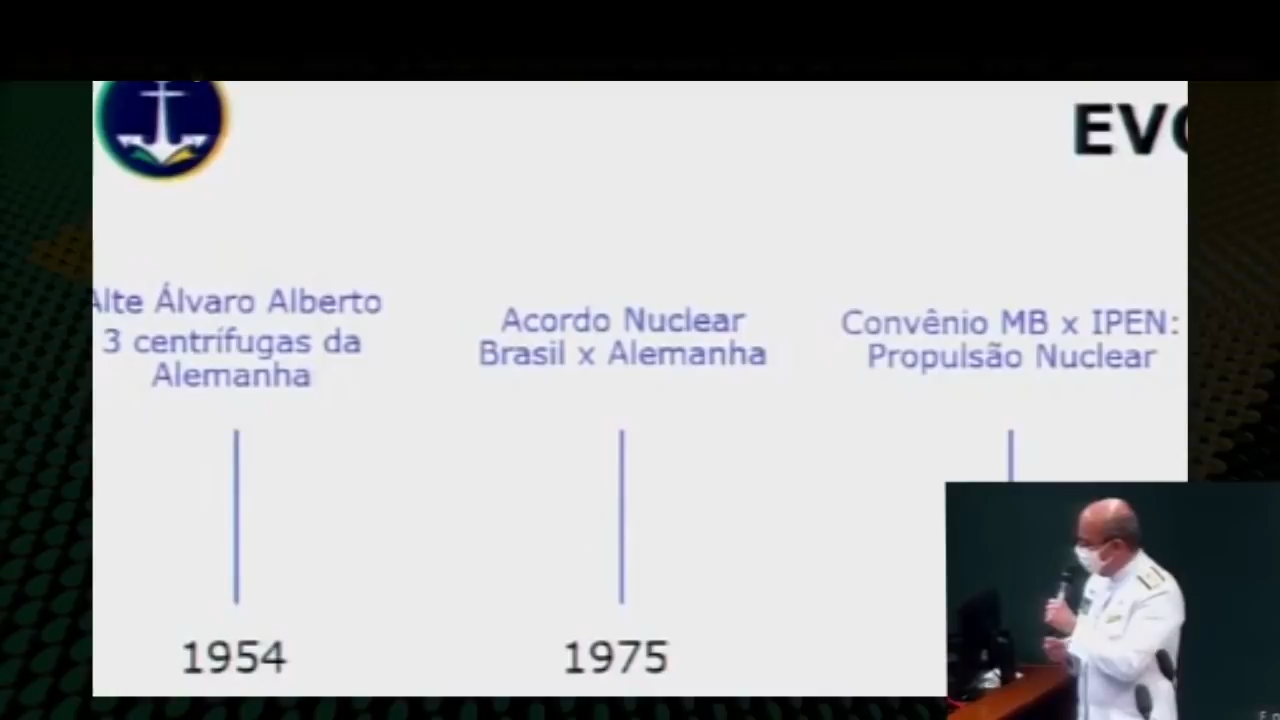 EVO
Alte Álvaro Alberto
3 centrífugas da
Alemanha
Acordo Nuclear
Brasil x Alemanha
Convênio MB x IPEN:
Propulsão Nuclear
1954
1975